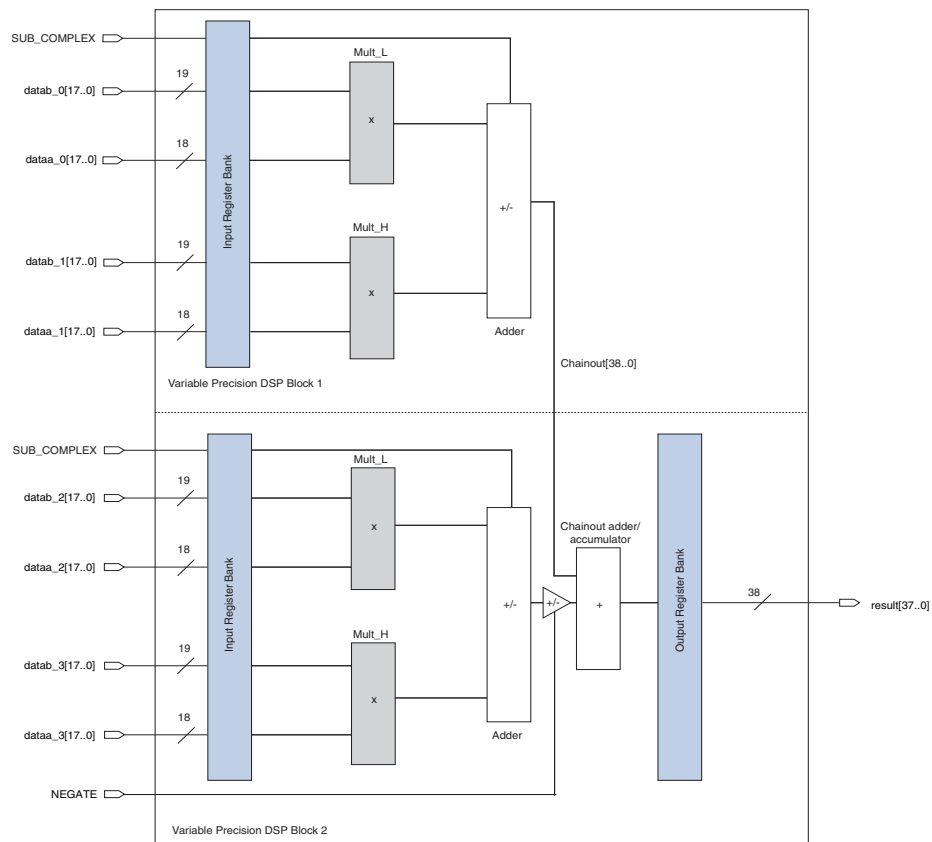 SUB_COMPLEX
Mult_L
19
datab_0[17..0]
x
18
dataa_0[17..0]
Input Register Bank
+/-
Mult_H
19
datab_1[17..0]
x
18
dataa_1[17..0]
Adder
Chainout[38..0]
Variable Precision DSP Block 1
SUB_COMPLEX
Mult_L
19
datab_2[17..0]
x
Chainout adder/
accumulator
18
dataa_2[17..0]
Input Register Bank
+/-
+/-
+
Output Register Bank
38
result[37..0]
Mult_H
19
datab_3[17..0]
x
18
dataa_3[17..0]
Adder
NEGATE
Variable Precision DSP Block 2